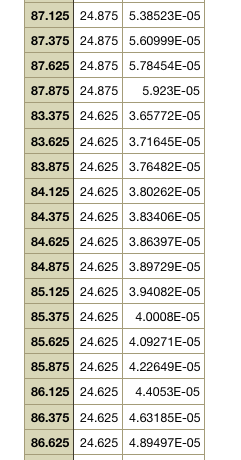 87.125 24.875 5.38523E-05
87.375 24.875 5.60999E-05
87.625 24.875 5.78454E-05
87.875 24.875 5.923E-05
83.375 24.625 3.65772E-05
83.625 24.625 3.71645E-05
83.875 24.625 3.76482E-05
84.125 24.625 3.80262E-05
84.375 24.625 3.83406E-05
84.625 24.625 3.86397E-05
84.875 24.625 3.89729E-05
85.125 24.625 3.94082E-05
85.375 24.625 4.0008E-05
85.625 24.625 4.09271E-05
85.875 24.625 4.22649E-05
86.125 24.625 4.4053E-05
86.375 24.625 4.63185E-05
86.625 24.625 4.89497E-05